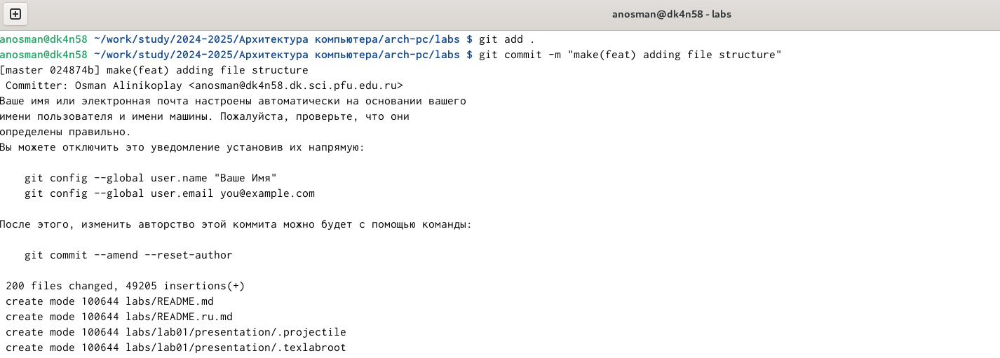 anosman@dk4n58 - labs
anosman@dk4n58 ~/work/study/2024-2025/Архитектура компьютера/arch-pc/labs $ git add .
anosman@dk4n58 ~/work/study/2024-2025/Архитектура компьютера/arch-pc/labs $ git commit -m "make(feat) adding file structure"
[master 024874b] make(feat) adding file structure
 Committer: Osman Alinikoplay <anosman@dk4n58.dk.sci.pfu.edu.ru>
Ваше имя или электронная почта настроены автоматически на основании вашего
имени пользователя и имени машины. Пожалуйста, проверьте, что они
определены правильно.
Вы можете отключить это уведомление установив их напрямую:
    git config --global user.name "Ваше Имя"
    git config --global user.email you@example.com
После этого, изменить авторство этой коммита можно будет с помощью команды:
    git commit --amend --reset-author
 200 files changed, 49205 insertions(+)
 create mode 100644 labs/README.md
 create mode 100644 labs/README.ru.md
 create mode 100644 labs/lab01/presentation/.projectile
 create mode 100644 labs/lab01/presentation/.texlabroot